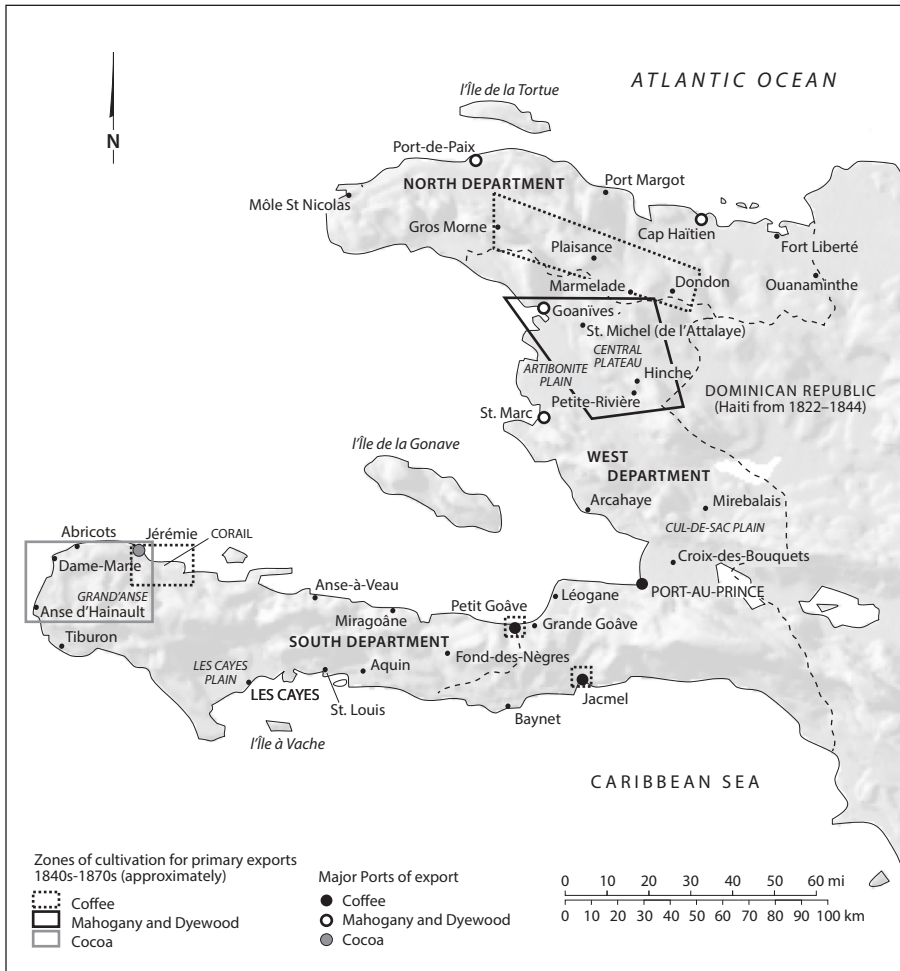 ATLANTIC OCEAN
l'Île de la Tortue
N
Port-de-Paix
NORTH DEPARTMENT
Port Margot
Môle St Nicolas
Gros Morne
Cap Haïtien
Plaisance
Fort Liberté
Ouanaminthe
Marmelade
Dondon
Goanïves
St. Michel (de l'Attalaye)
CENTRAL
PLATEAU
ARTIBONITE
PLAIN
Hinche
Petite-Rivière
DOMINICAN REPUBLIC
(Haiti from 1822–1844)
St. Marc
l'Île de la Gonave
WEST
DEPARTMENT
Arcahaye
Mirebalais
CUL-DE-SAC PLAIN
Abricots
Jérémie
CORAIL
Dame-Marie
Croix-des-Bouquets
GRAND'ANSE
Anse d'Hainault
Anse-à-Veau
Léogane
PORT-AU-PRINCE
Miragoâne
Petit Goâve
Grande Goâve
Tiburon
SOUTH DEPARTMENT
Fond-des-Nègres
LES CAYES
PLAIN
Aquin
LES CAYES
St. Louis
Jacmel
Baynet
l'Île à Vache
CARIBBEAN SEA
Zones of cultivation for primary exports
1840s-1870s (approximately)
Coffee
Mahogany and Dyewood
Cocoa
Major Ports of export
Coffee
Mahogany and Dyewood
Cocoa
0 10 20 30 40 50 60 mi
0 10 20 30 40 50 60 70 80 90 100 km